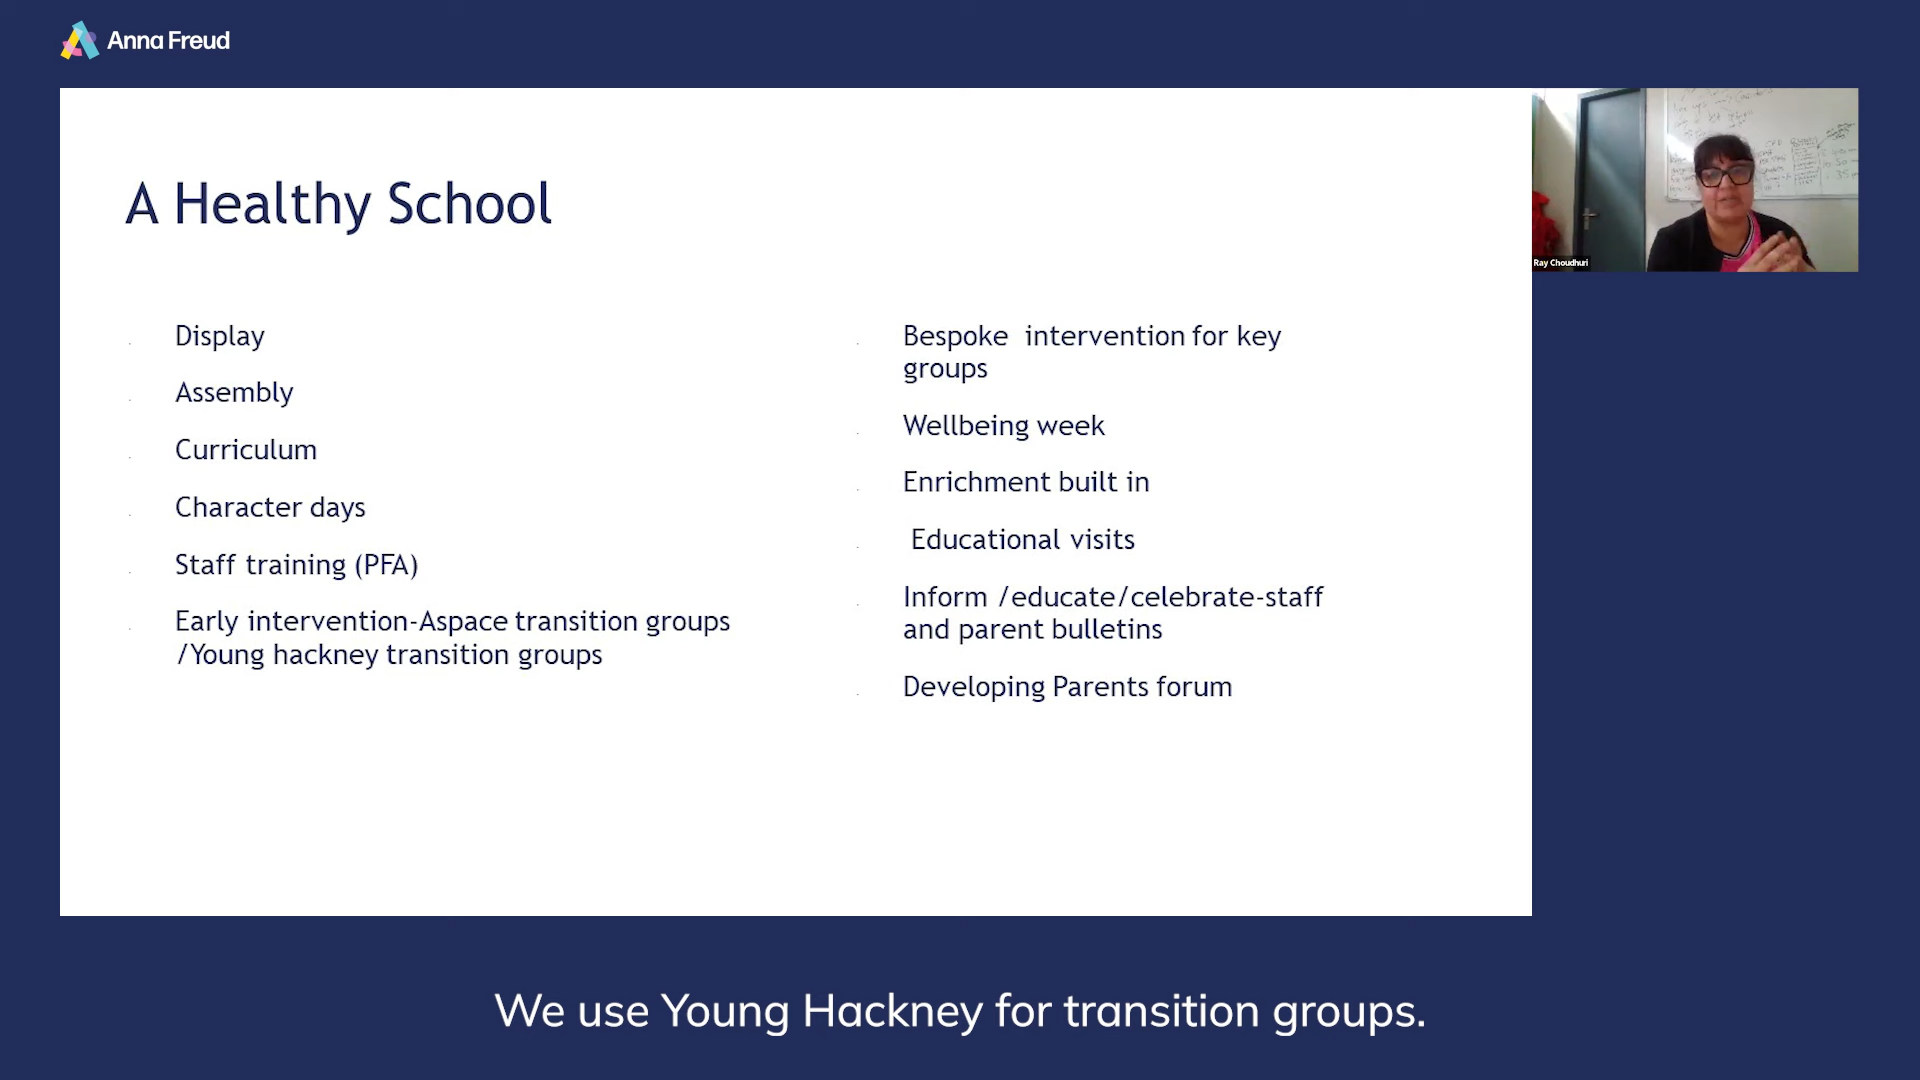 Anna Freud
A Healthy School
Display
Assembly
Curriculum
Character days
Staff training (PFA)
Early intervention-Aspace transition groups
/Young hackney transition groups
Bespoke  intervention for key
groups
Wellbeing week
Enrichment built in
Educational visits
Inform /educate/celebrate-staff
and parent bulletins
Developing Parents forum
Ray Choudhuri
We use Young Hackney for transition groups.